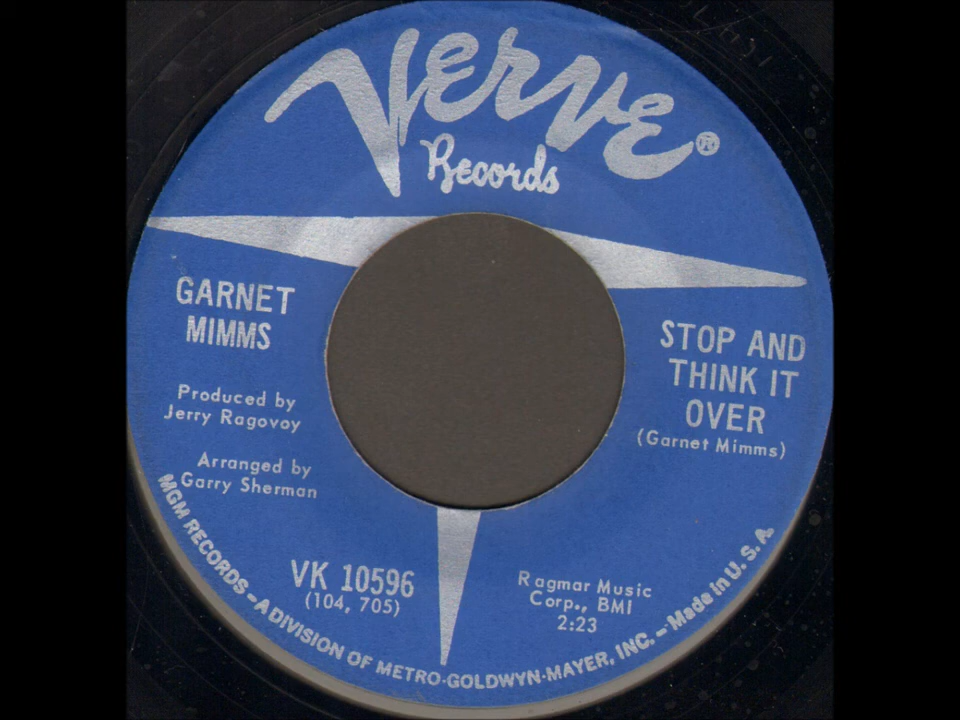 Verve®
Records
GARNET
MIMMS
Produced by
Jerry Ragovoy
Arranged by
Garry Sherman
STOP AND
THINK IT
OVER
(Garnet Mimms)
VK 10596
(104, 705)
Ragmar Music
Corp., BMI
2:23
MGM RECORDS – A DIVISION OF METRO-GOLDWYN-MAYER, INC. – Made in U. S. A.